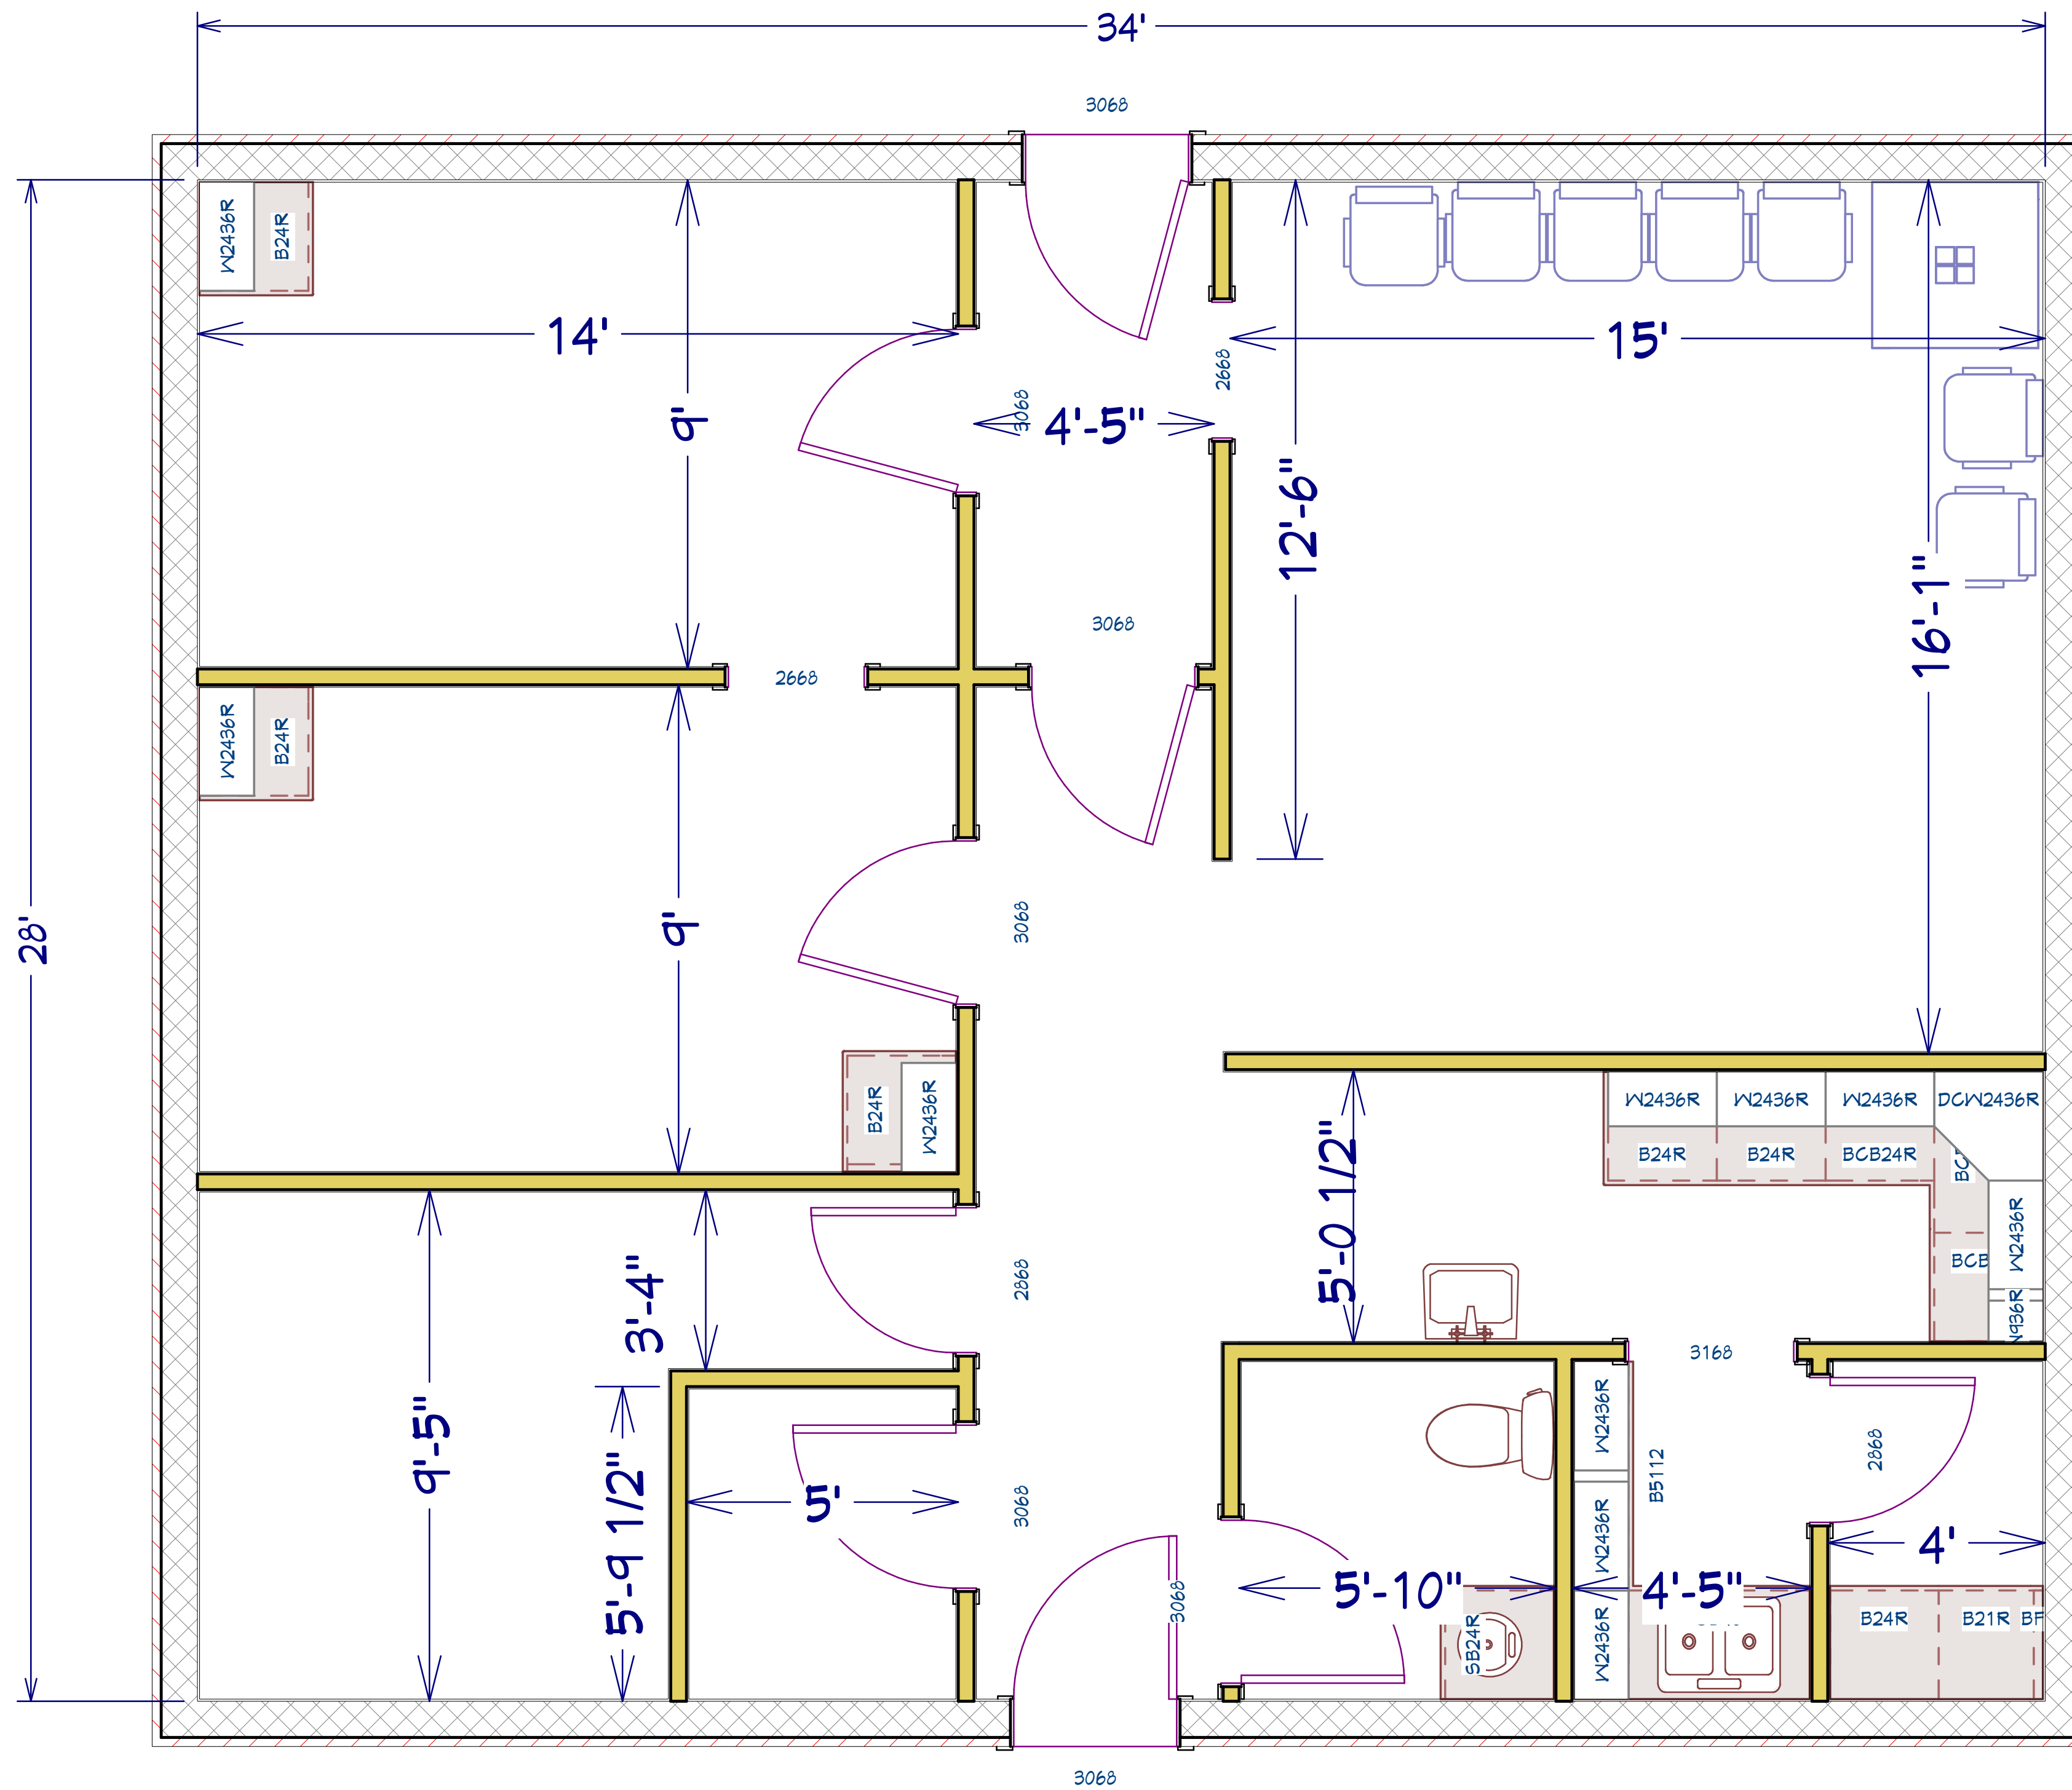 34'
3068
W2436R
B24R
14'
9'
3068
4'-5"
2668
15'
12'-6"
16'-1"
3068
2668
W2436R
B24R
9'
3068
28'
B24R
W2436R
W2436R
W2436R
W2436R
DCW2436R
B24R
B24R
BCB24R
BCB
W2436R
W936R
5'-0 1/2"
3'-4"
2868
3168
9'-5"
5'-9 1/2"
5'
3068
3068
W2436R
W2436R
W2436R
B5112
2868
4'
5'-10"
4'-5"
SB24R
B24R
B21R
BF
3068